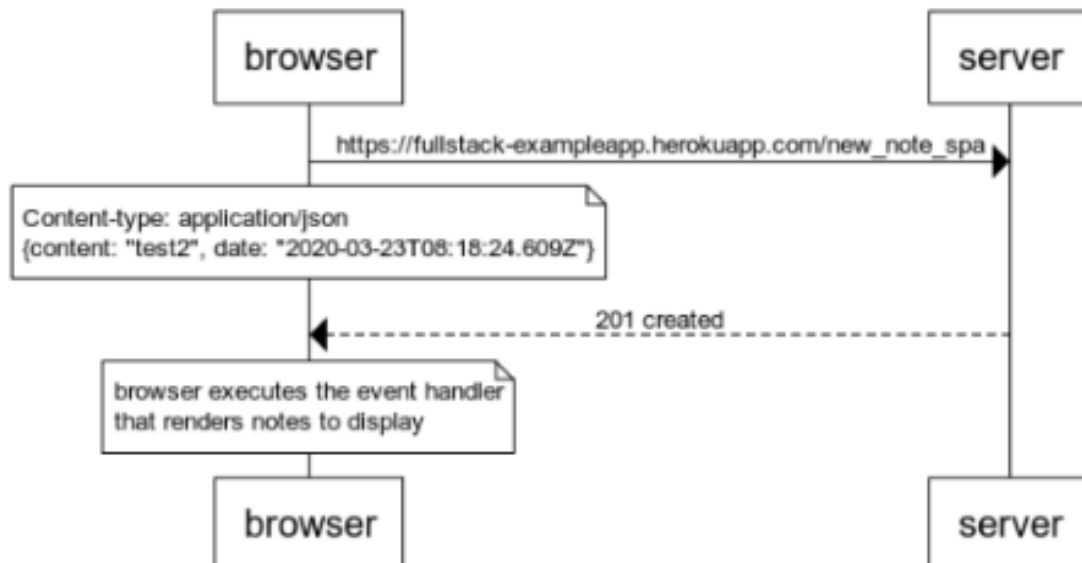 browser
server
https://fullstack-exampleapp.herokuapp.com/new_note_spa
Content-type: application/json
{content: "test2", date: "2020-03-23T08:18:24.609Z"}
201 created
browser executes the event handler
that renders notes to display
browser
server